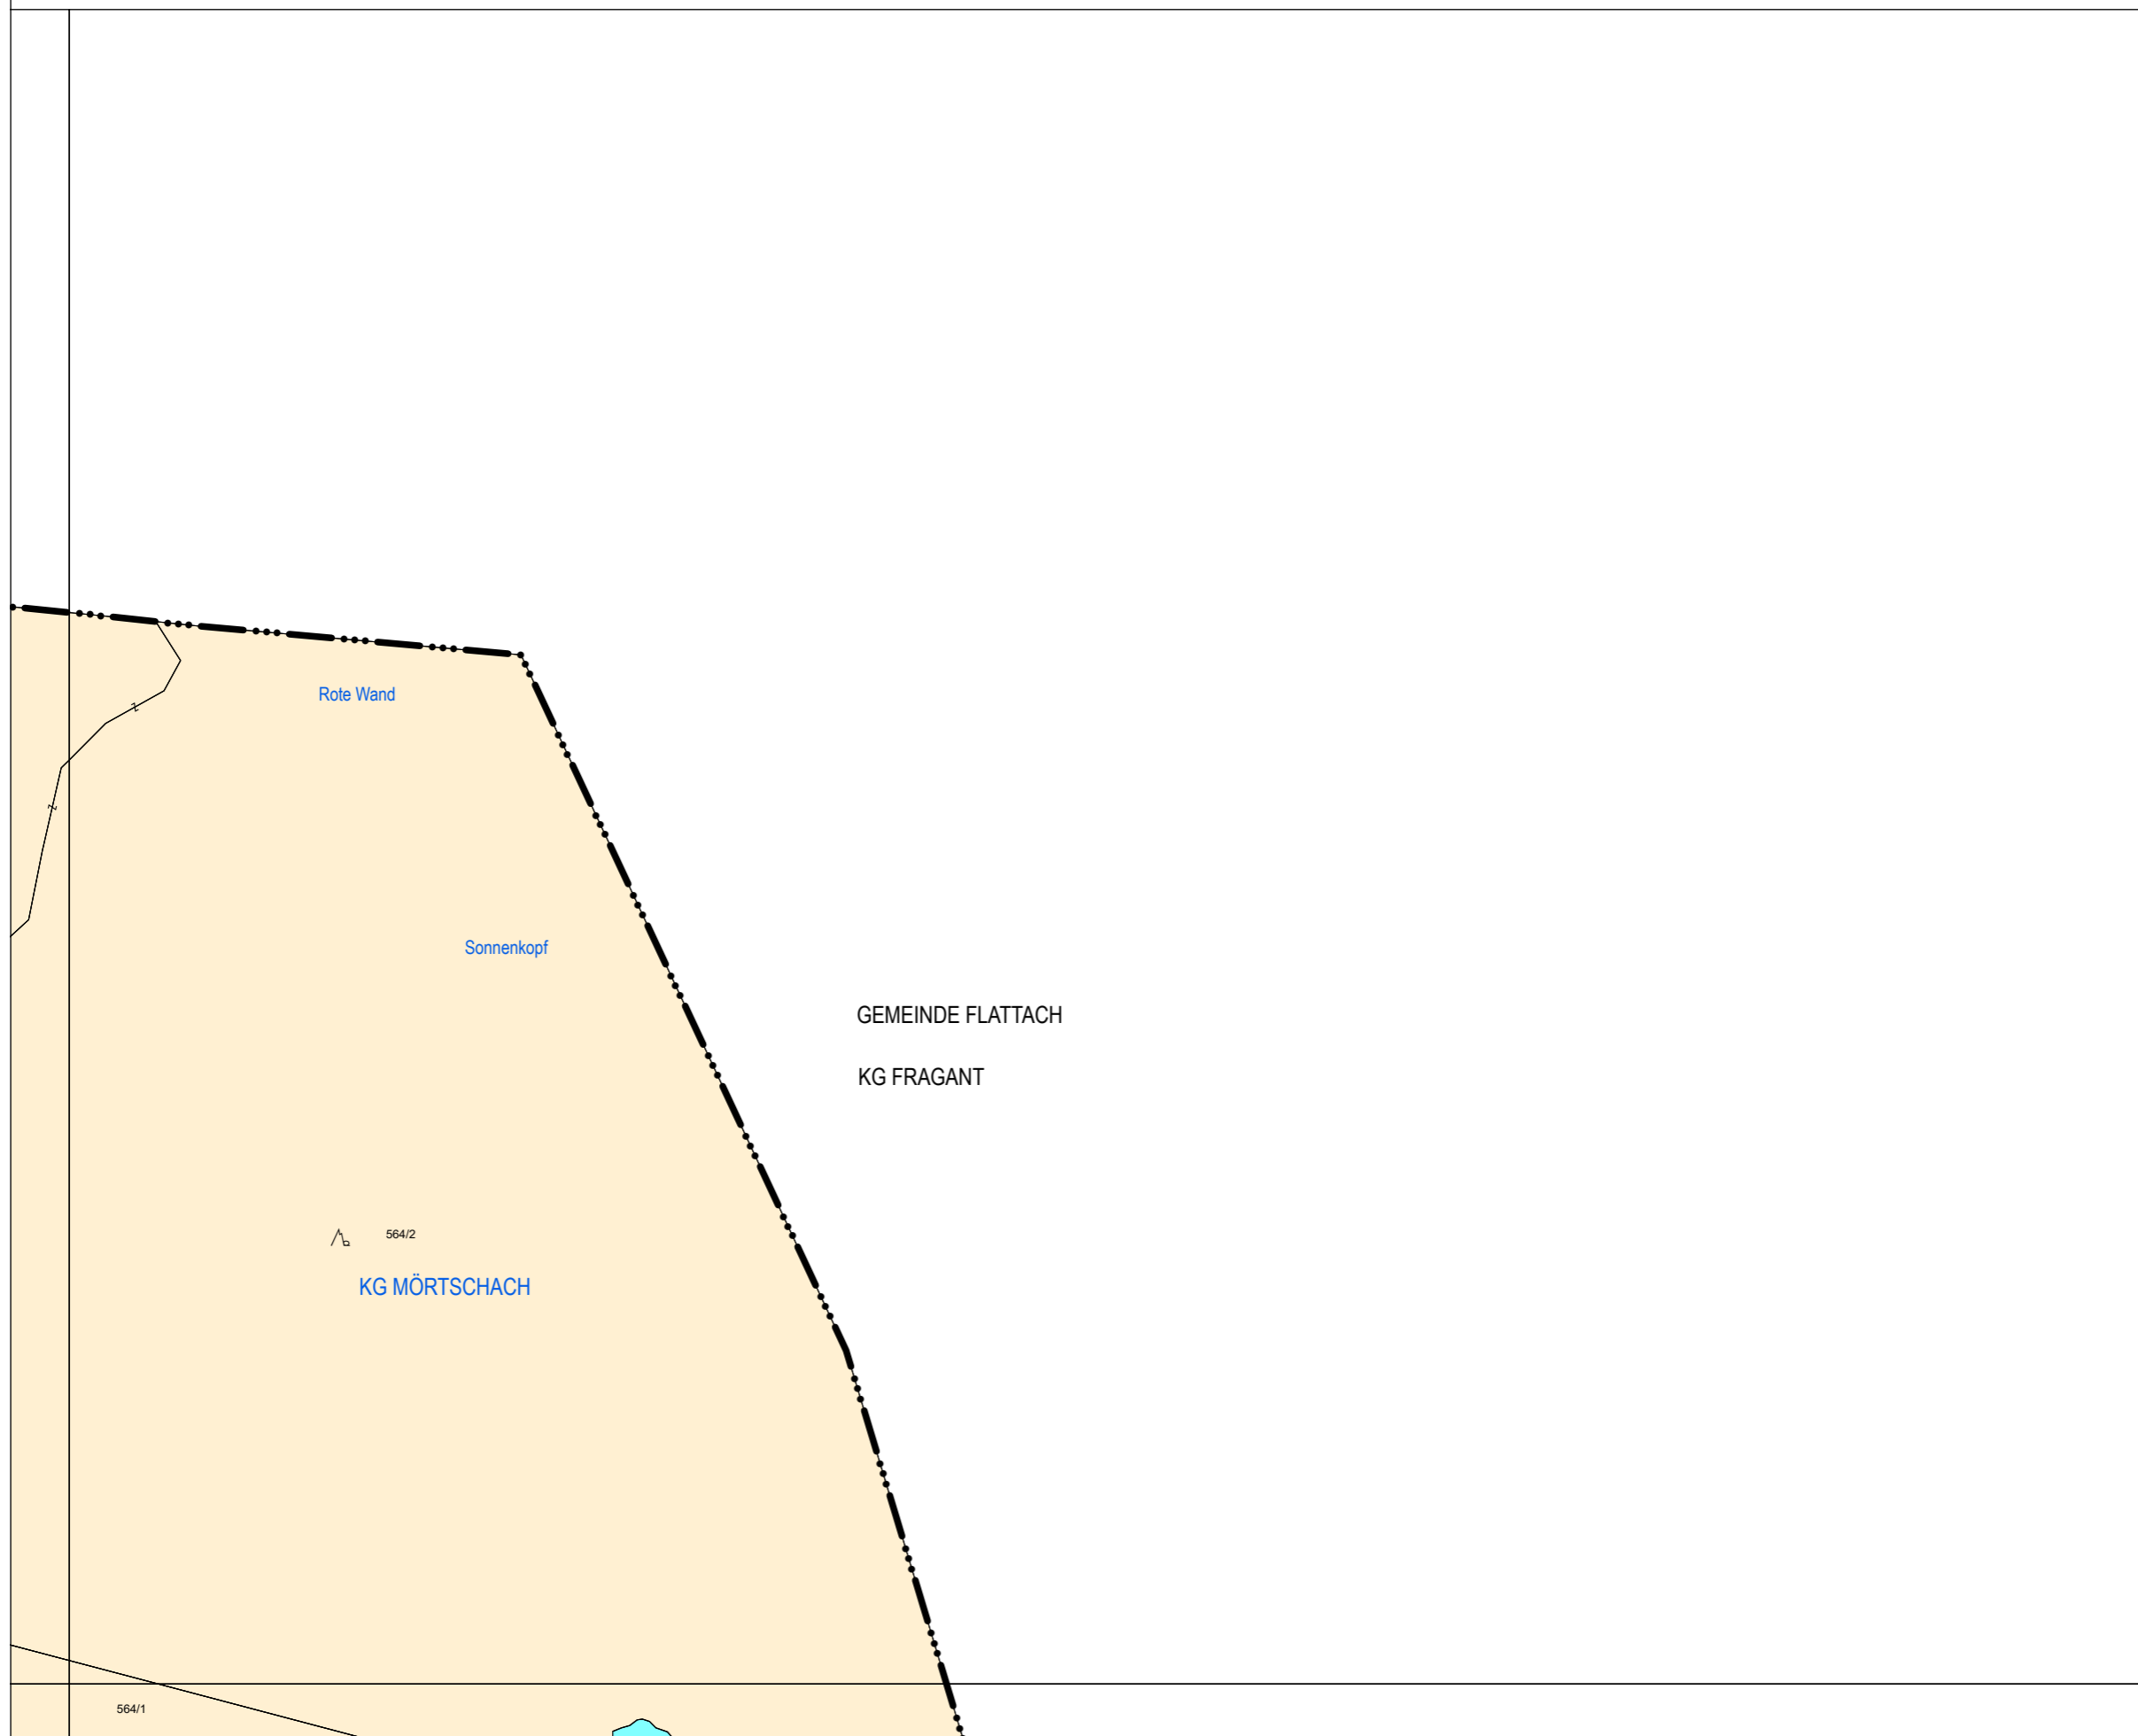 Rote Wand
Sonnenkopf
GEMEINDE FLATTACH
KG FRAGANT
564/2
KG MÖRTSCHACH
564/1